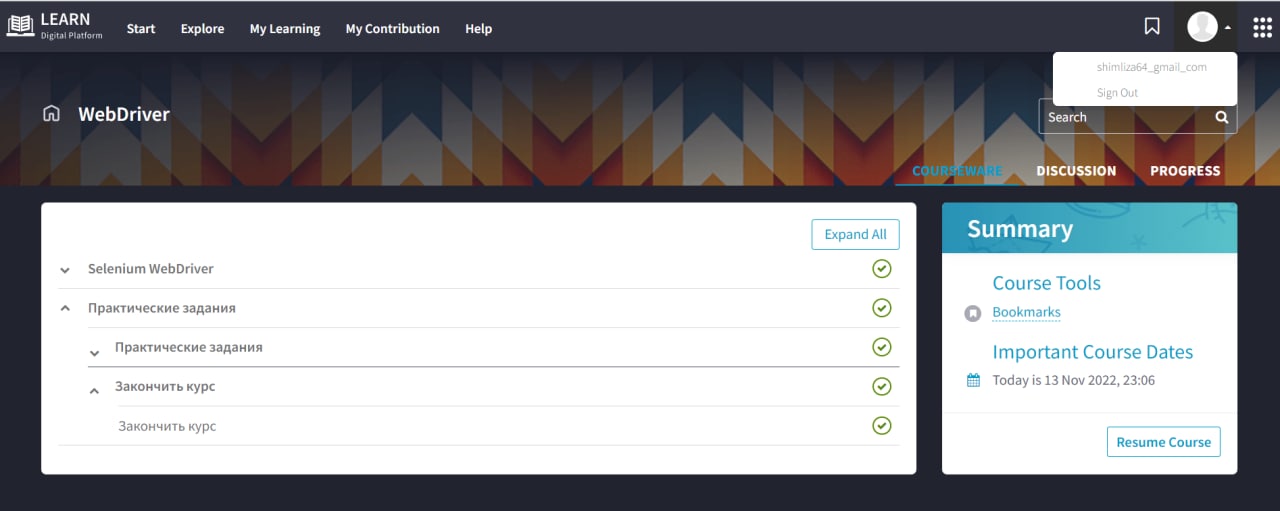 LEARN
Digital Platform
Start Explore My Learning My Contribution Help
shimliza64_gmail_com
Sign Out
WebDriver
Search
COURSEWARE DISCUSSION PROGRESS
Expand All
Selenium WebDriver
Практические задания
Практические задания
Закончить курс
Закончить курс
Summary
Course Tools
Bookmarks
Important Course Dates
Today is 13 Nov 2022, 23:06
Resume Course